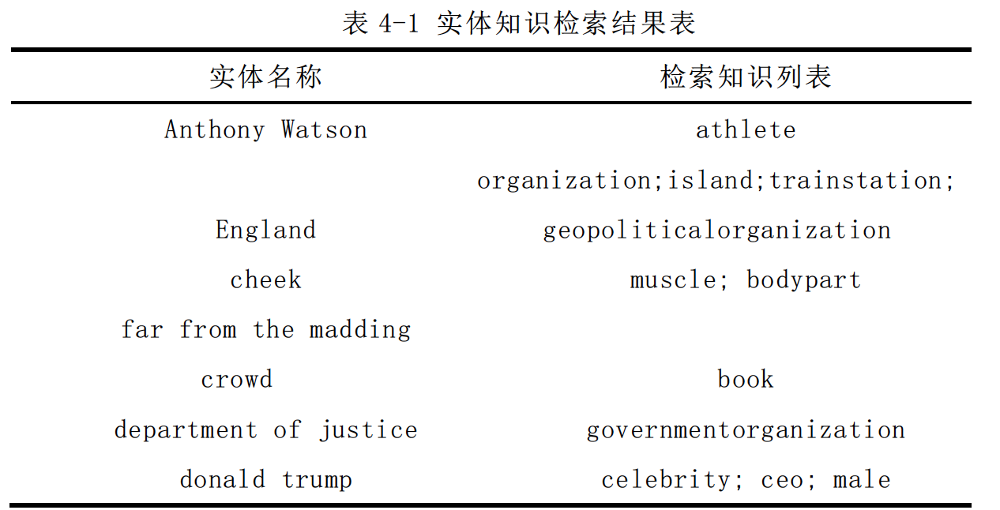 表 4-1 实体知识检索结果表
实体名称 检索知识列表
Anthony Watson athlete
organization;island;trainstation;
England geopoliticalorganization
cheek muscle; bodypart
far from the madding
crowd book
department of justice governmentorganization
donald trump celebrity; ceo; male